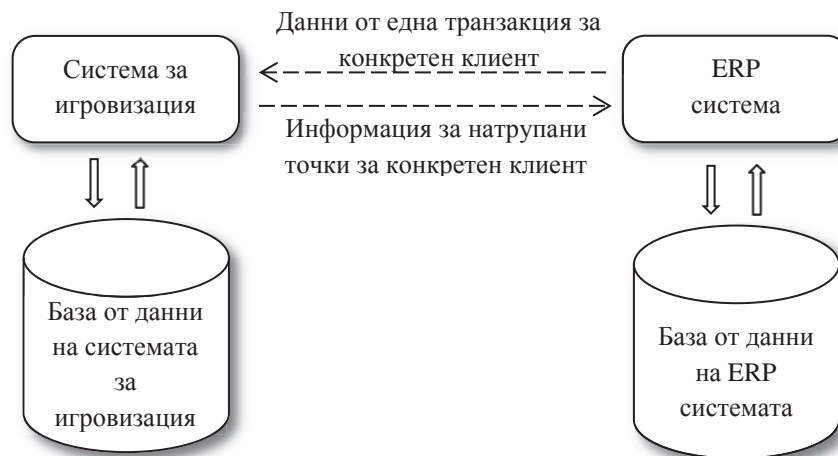 Данни от една транзакция за
конкретен клиент
Система за
игровизация
ERP
система
Информация за натрупани
точки за конкретен клиент
База от данни
на системата
за
игровизация
База от данни
на ERP
системата